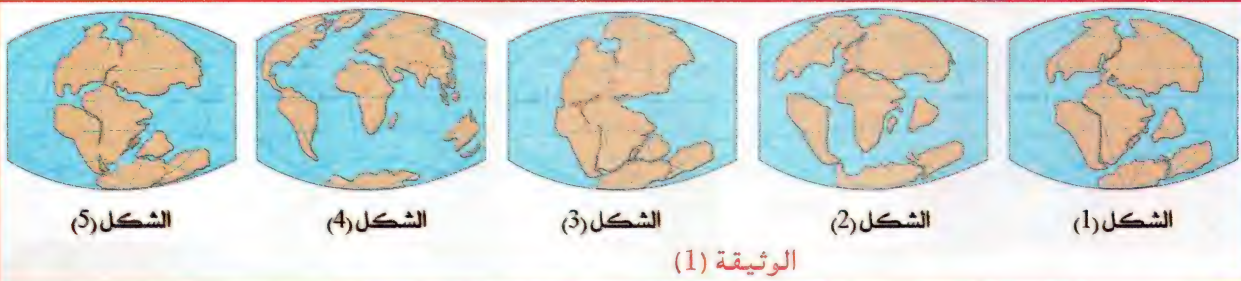 الشكل(1) الشكل(2) الشكل(3) الشكل(4) الشكل(5)
الوثيقة (1)